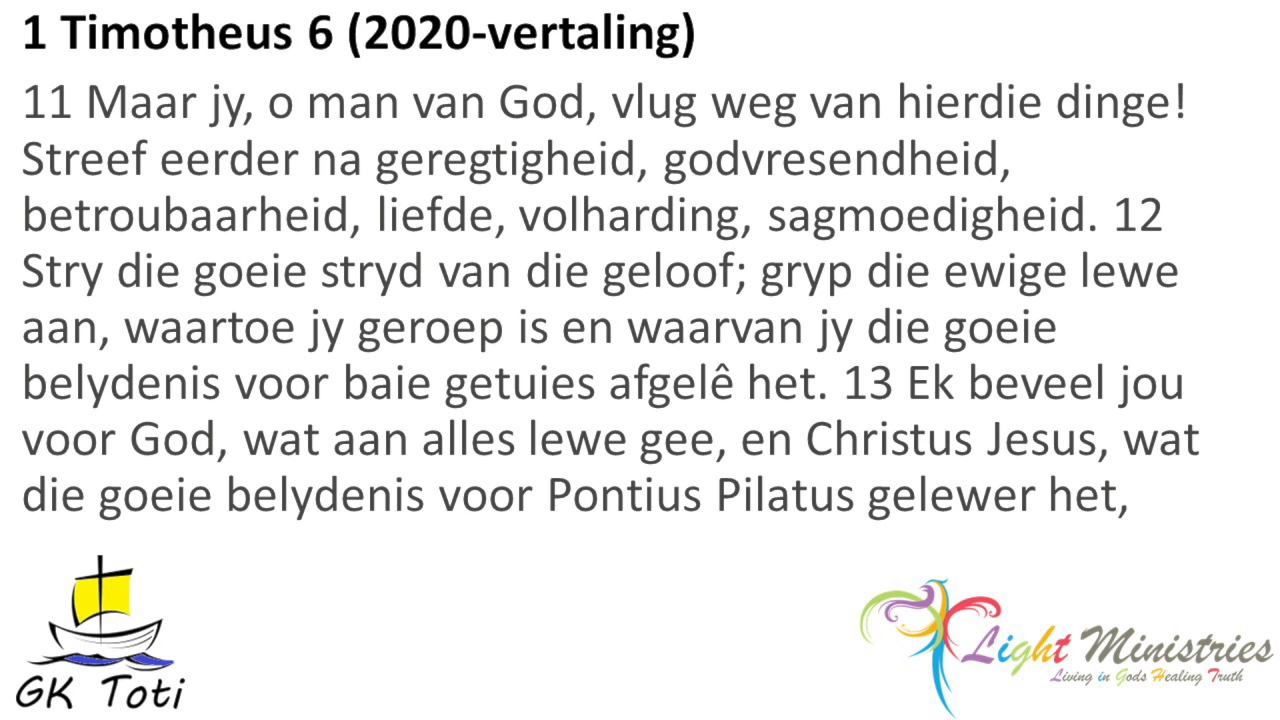 1 Timotheus 6 (2020-vertaling)
11 Maar jy, o man van God, vlug weg van hierdie dinge!
Streef eerder na geregtigheid, godvresendheid,
betroubaarheid, liefde, volharding, sagmoedigheid. 12
Stry die goeie stryd van die geloof; gryp die ewige lewe
aan, waartoe jy geroep is en waarvan jy die goeie
belydenis voor baie getuies afgelê het. 13 Ek beveel jou
voor God, wat aan alles lewe gee, en Christus Jesus, wat
die goeie belydenis voor Pontius Pilatus gelewer het,
GK Toti
Light Ministries
Living in Gods Healing Truth